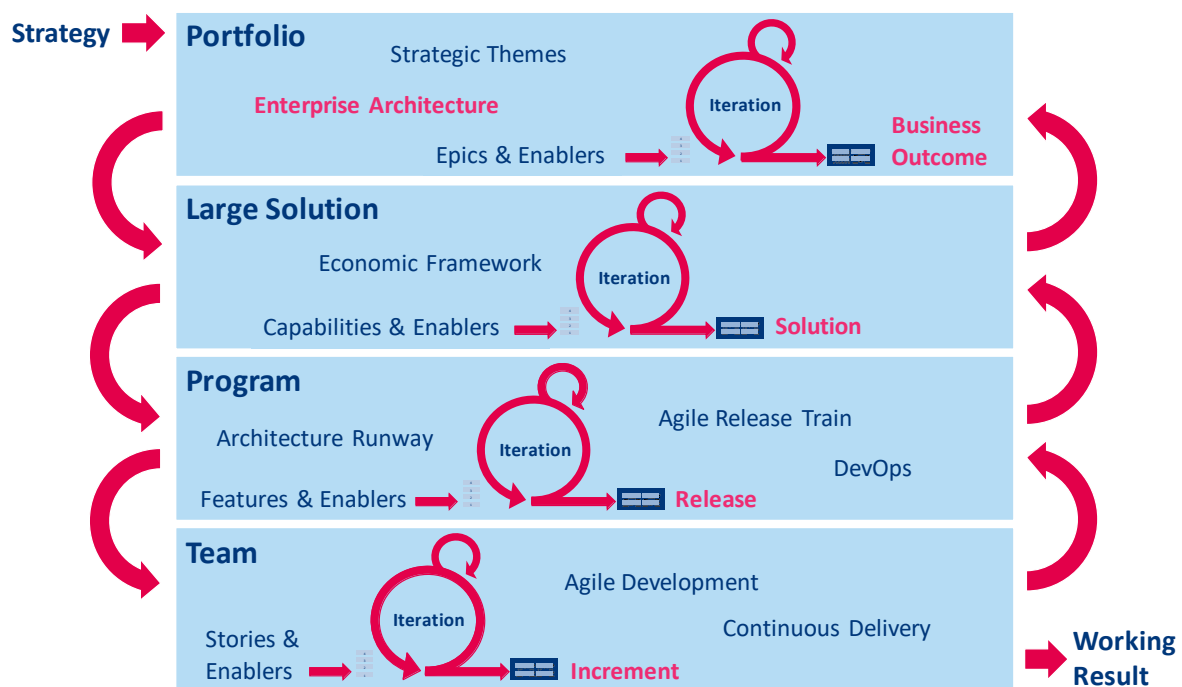 Strategy
Portfolio
Strategic Themes
Enterprise Architecture
Iteration
Epics & Enablers
Business
Outcome
Large Solution
Economic Framework
Iteration
Capabilities & Enablers
Solution
Program
Architecture Runway
Iteration
Agile Release Train
DevOps
Features & Enablers
Release
Team
Iteration
Agile Development
Continuous Delivery
Stories &
Enablers
Increment
Working
Result